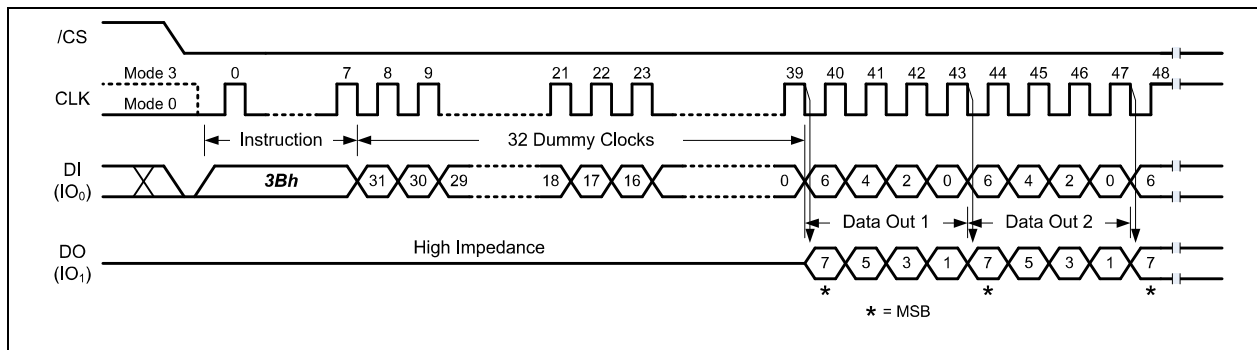 /CS
Mode 3 0 7 8 9 21 22 23 39 40 41 42 43 44 45 46 47 48
CLK
Mode 0
Instruction 32 Dummy Clocks
DI
(IO0)
3Bh 31 30 29 18 17 16 0 6 4 2 0 6 4 2 0 6
Data Out 1 Data Out 2
High Impedance
DO
(IO1)
7 5 3 1 7 5 3 1 7
* * *
* = MSB